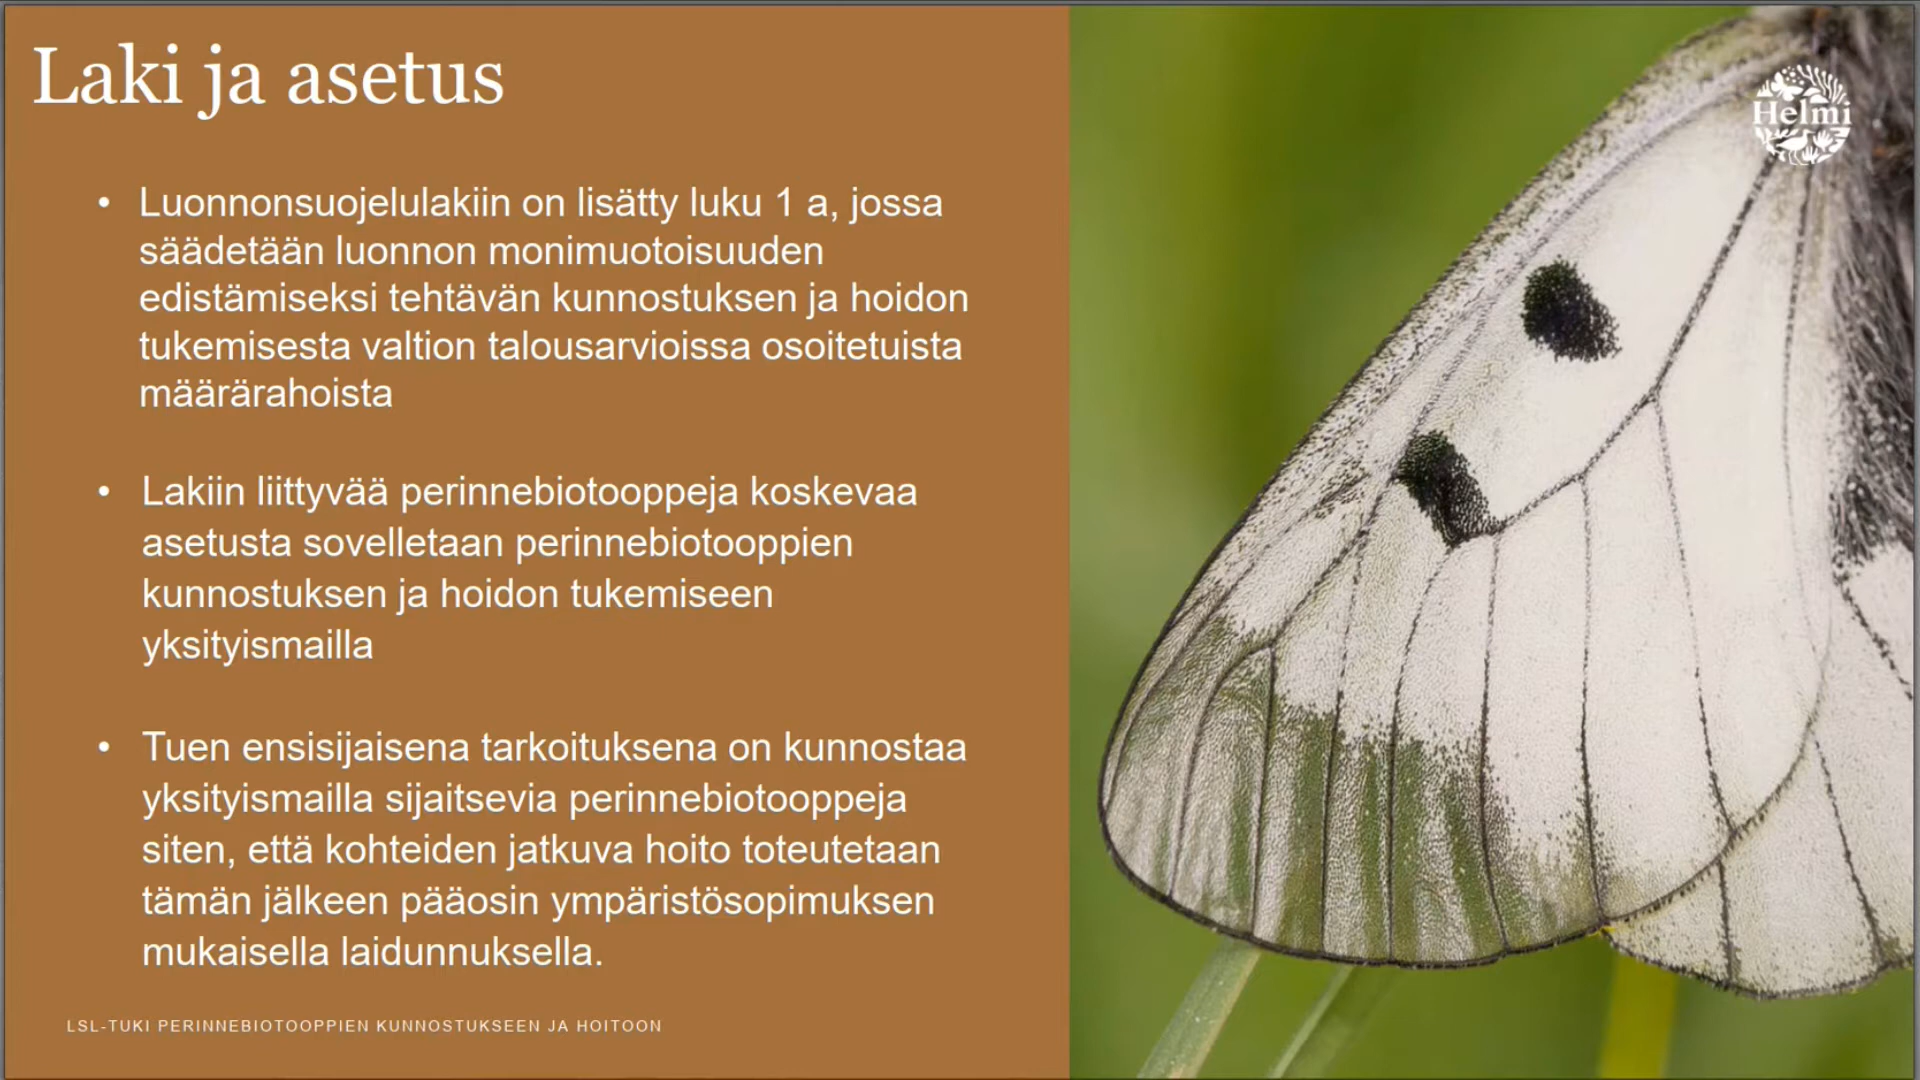 Laki ja asetus
Helmi
• Luonnonsuojelulakiin on lisätty luku 1 a, jossa
säädetään luonnon monimuotoisuuden
edistämiseksi tehtävän kunnostuksen ja hoidon
tukemisesta valtion talousarvioissa osoitetuista
määrärahoista
• Lakiin liittyvää perinnebiotooppeja koskevaa
asetusta sovelletaan perinnebiotooppien
kunnostuksen ja hoidon tukemiseen
yksityismailla
• Tuen ensisijaisena tarkoituksena on kunnostaa
yksityismailla sijaitsevia perinnebiotooppeja
siten, että kohteiden jatkuva hoito toteutetaan
tämän jälkeen pääosin ympäristösopimuksen
mukaisella laidunnuksella.
LSL-TUKI PERINNEBIOTOOPPIEN KUNNOSTUKSEEN JA HOITOON